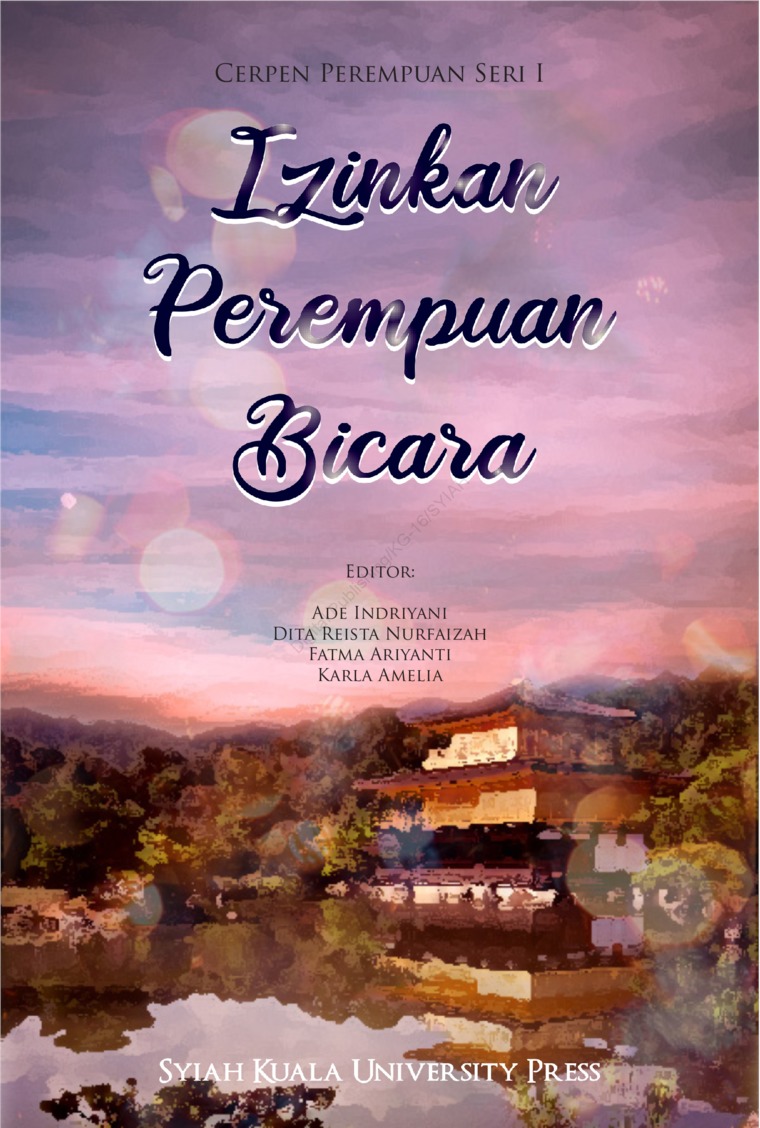 CERPEN PEREMPUAN SERI I
Izinkan
Perempuan
Bicara
EDITOR:
ADE INDRIYANI
DITA REISTA NURFAIZAH
FATMA ARIYANTI
KARLA AMELIA
SYIAH KUALA UNIVERSITY PRESS